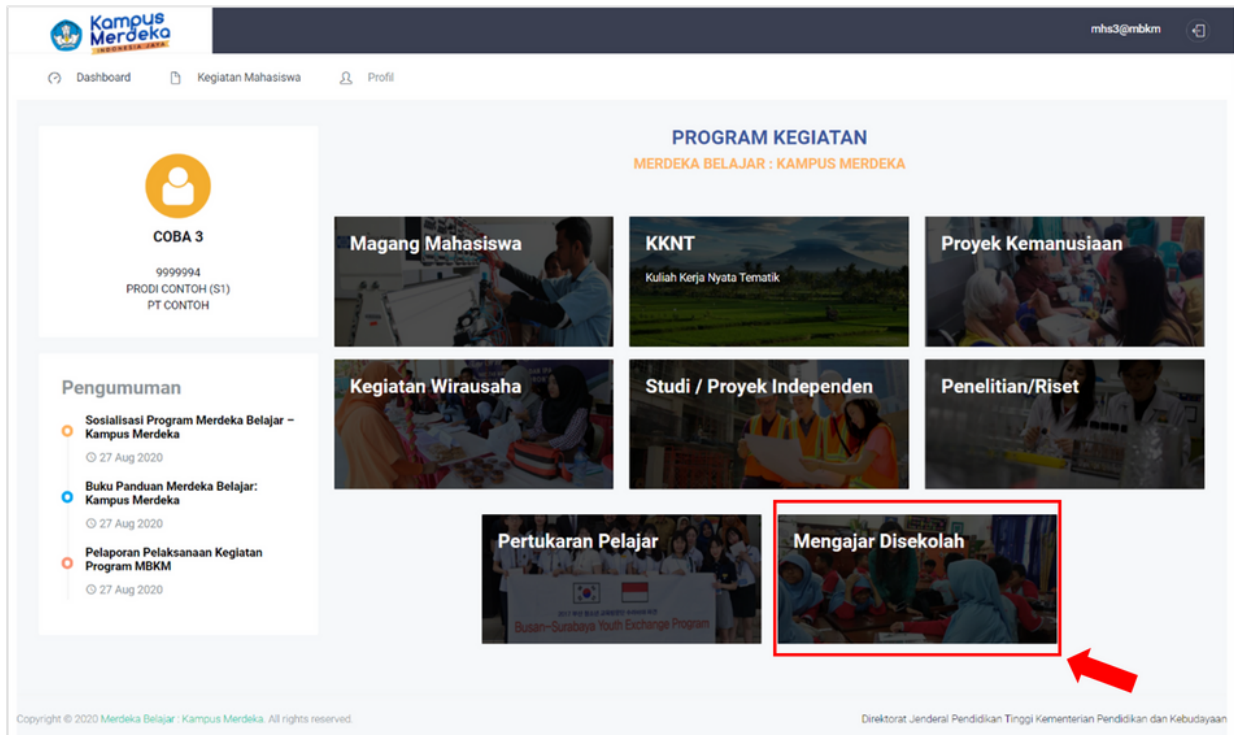 Kampus
Merdeka
INDONESIA JAYA
mhs3@mbkm
Dashboard
Kegiatan Mahasiswa
Profil
COBA 3
9999994
PRODI CONTOH (S1)
PT CONTOH
Pengumuman
Sosialisasi Program Merdeka Belajar –
Kampus Merdeka
27 Aug 2020
Buku Panduan Merdeka Belajar:
Kampus Merdeka
27 Aug 2020
Pelaporan Pelaksanaan Kegiatan
Program MBKM
27 Aug 2020
PROGRAM KEGIATAN
MERDEKA BELAJAR : KAMPUS MERDEKA
Magang Mahasiswa
KKNT
Kuliah Kerja Nyata Tematik
Proyek Kemanusiaan
Kegiatan Wirausaha
Studi / Proyek Independen
Penelitian/Riset
Pertukaran Pelajar
Busan-Surabaya Youth Exchange Program
Mengajar Disekolah
Copyright © 2020 Merdeka Belajar : Kampus Merdeka. All rights reserved.
Direktorat Jenderal Pendidikan Tinggi Kementerian Pendidikan dan Kebudayaan